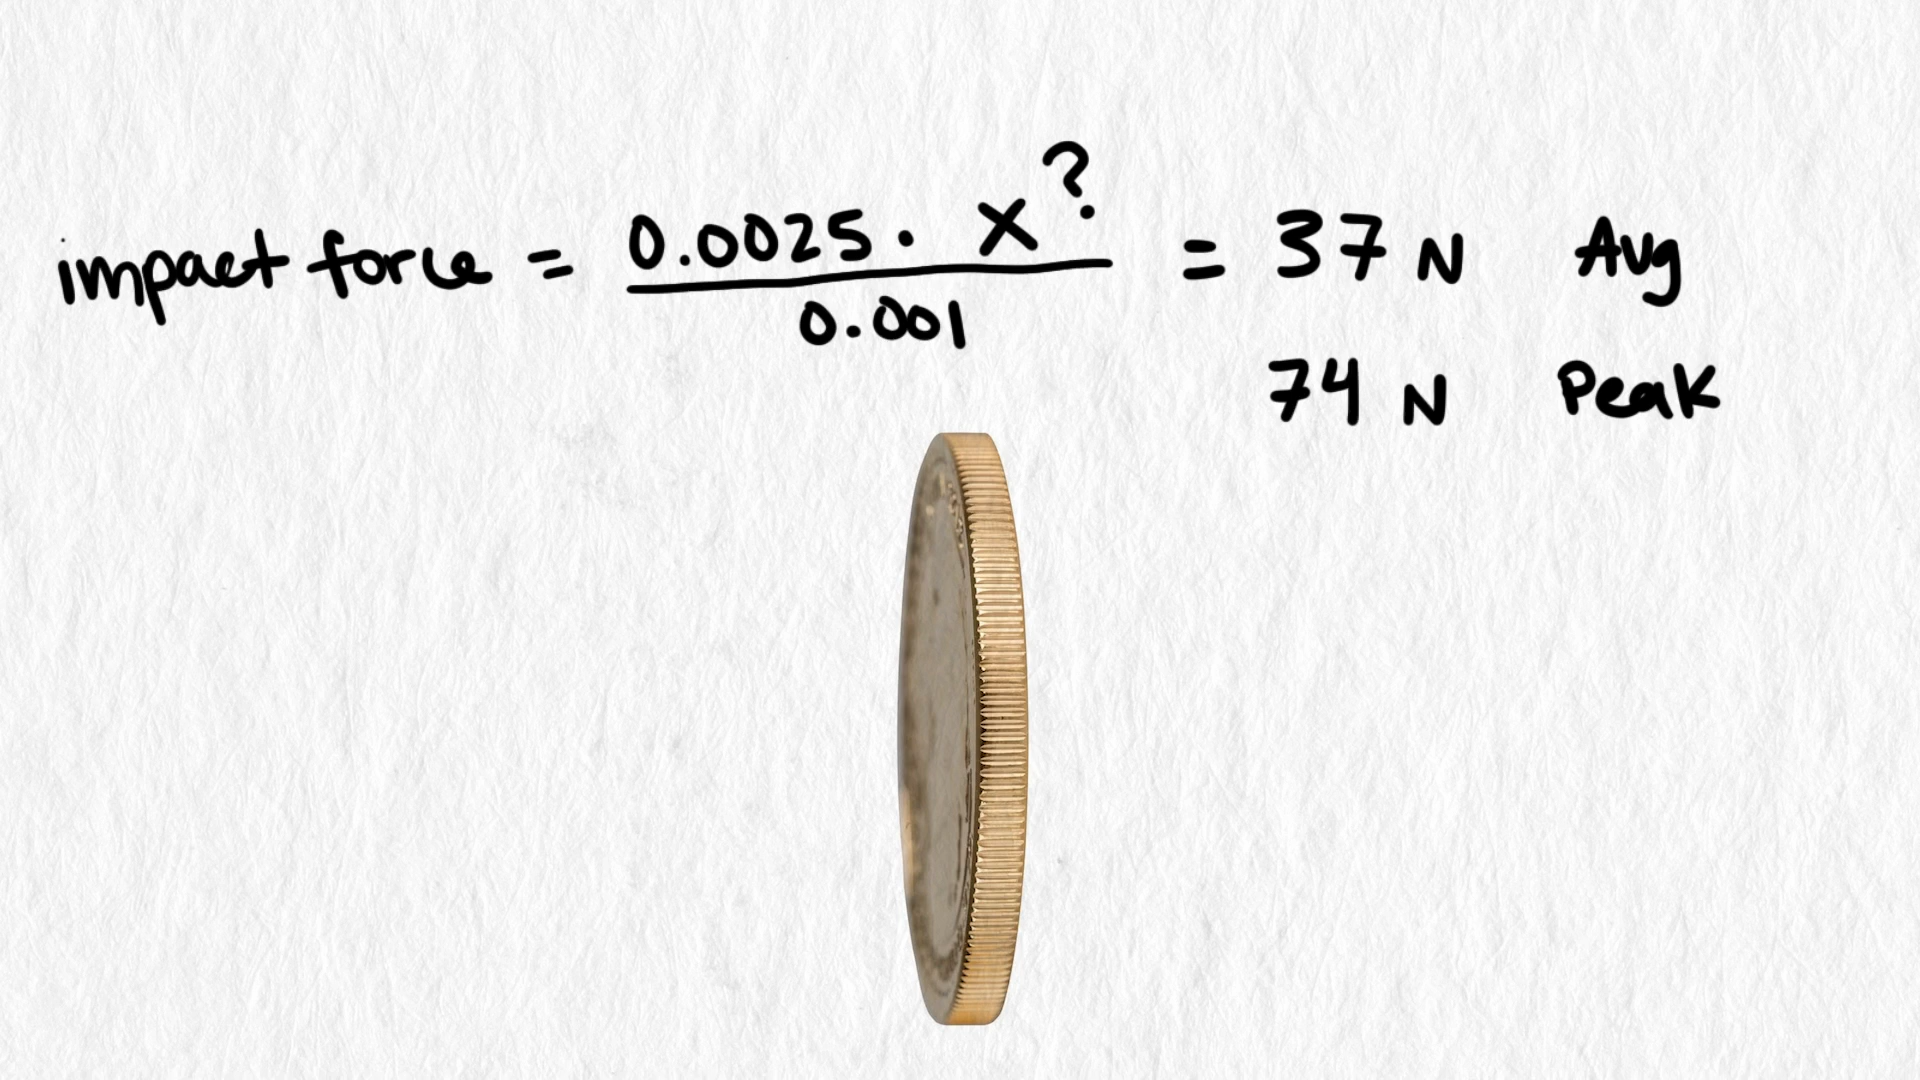 impact force = 0.0025 · x? / 0.001 = 37 N Avg
74 N Peak